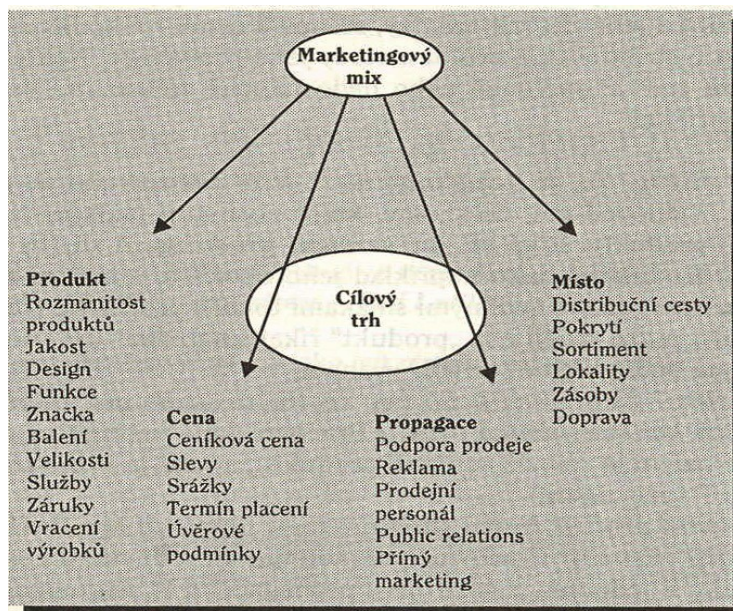 Marketingový
mix
Cílový
trh
Produkt
Rozmanitost
produktů
Jakost
Design
Funkce
Značka
Balení
Velikosti
Služby
Záruky
Vracení
výrobků
Cena
Ceníková cena
Slevy
Srážky
Termín placení
Úvěrové
podmínky
Propagace
Podpora prodeje
Reklama
Prodejní
personál
Public relations
Přímý
marketing
Místo
Distribuční cesty
Pokrytí
Sortiment
Lokality
Zásoby
Doprava